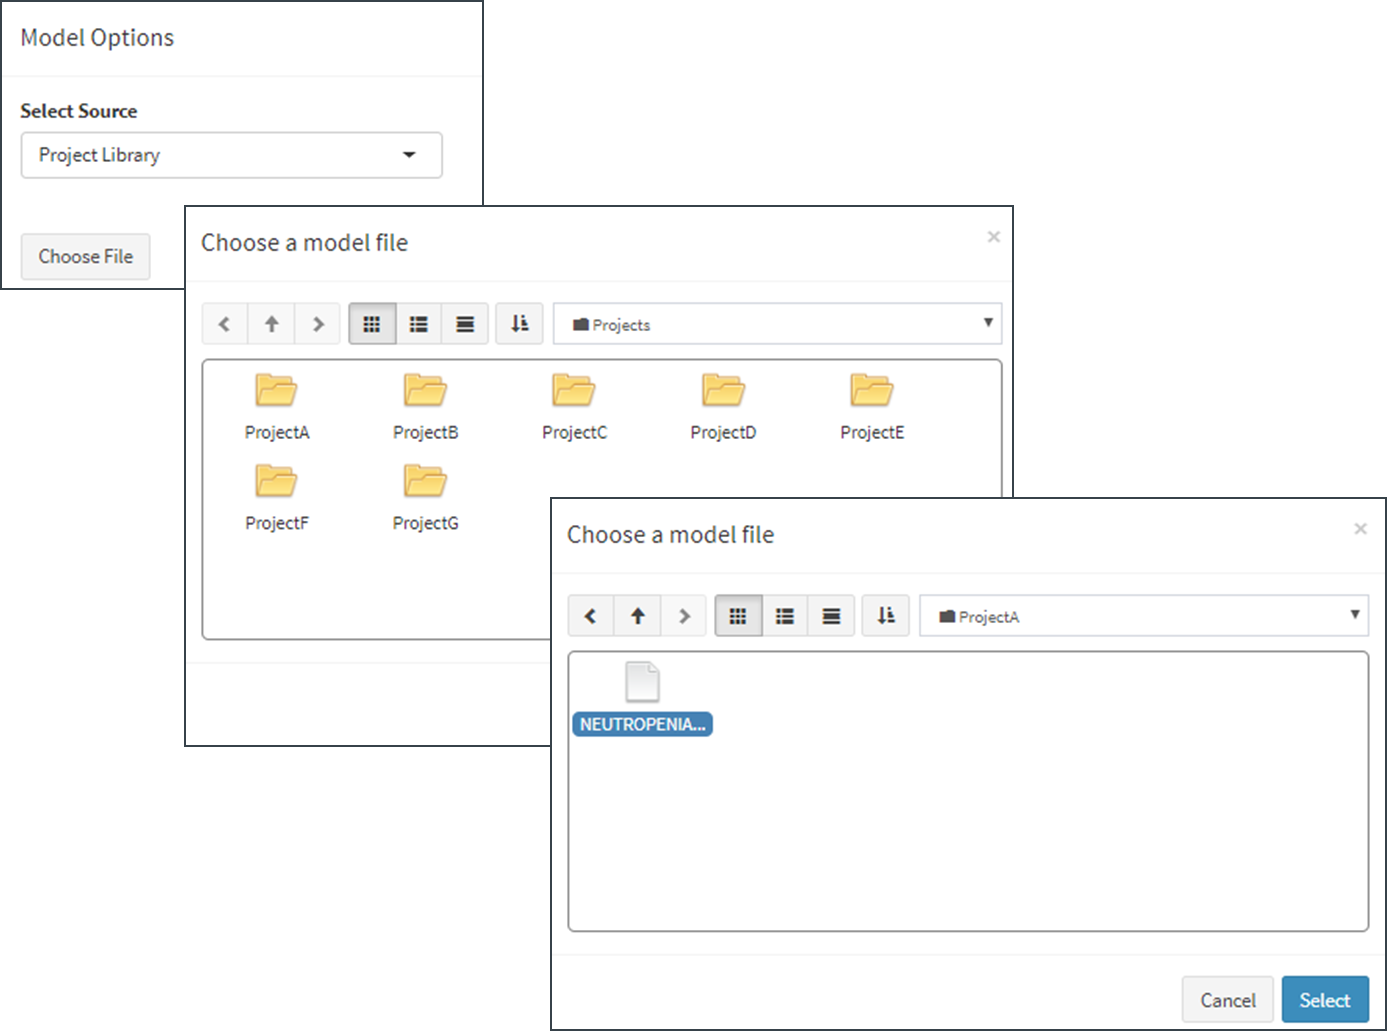 Model Options
Select Source
Project Library
Choose File
Choose a model file
Projects
ProjectA ProjectB ProjectC ProjectD ProjectE
ProjectF ProjectG
Choose a model file
ProjectA
NEUTROPENIA...
Cancel Select